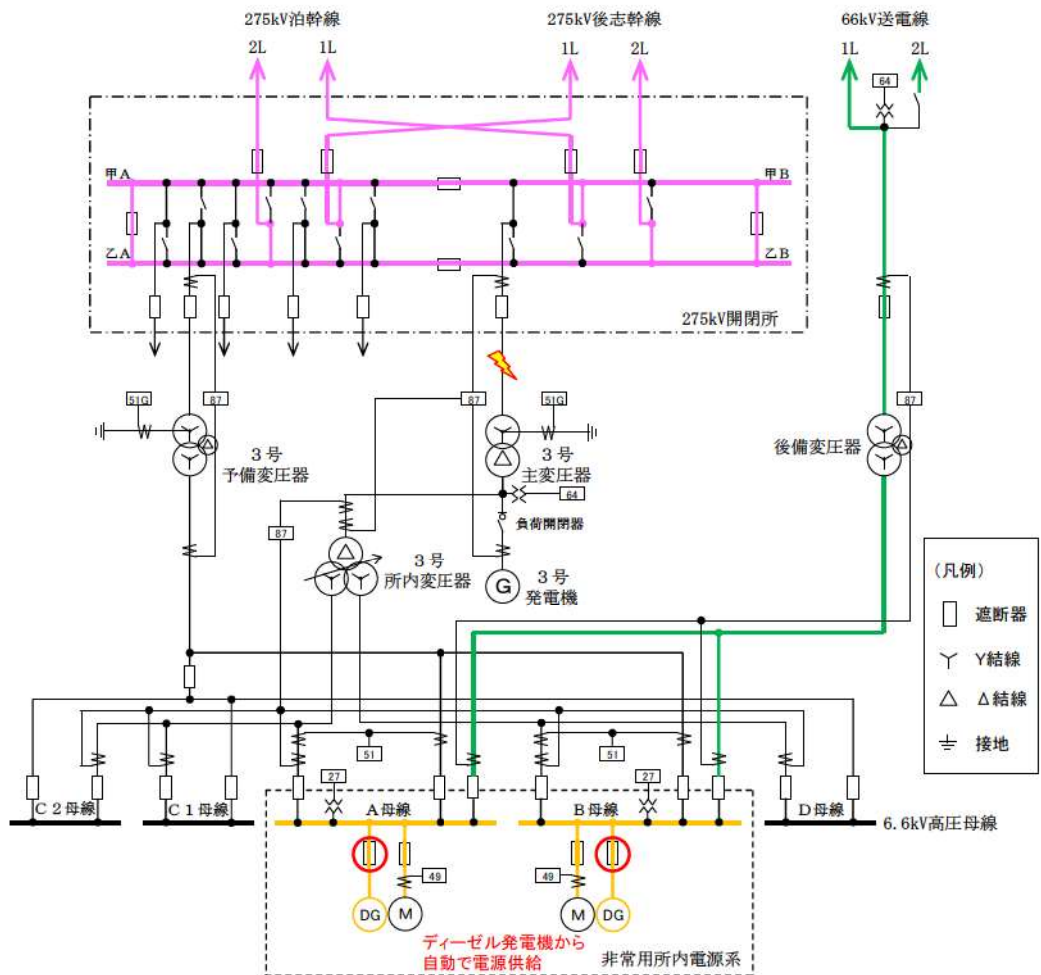 275kV泊幹線
275kV後志幹線
66kV送電線
2L
1L
1L
2L
1L
2L
64
甲A
甲B
乙A
乙B
275kV開閉所
51G
87
87
51G
87
3号
予備変圧器
3号
主変圧器
後備変圧器
64
87
負荷開閉器
3号
所内変圧器
G
3号
発電機
(凡例)
遮断器
Y結線
Δ結線
接地
51
51
27
27
C2母線
C1母線
A母線
B母線
D母線
6.6kV高圧母線
49
49
DG
M
M
DG
ディーゼル発電機から
自動で電源供給
非常用所内電源系